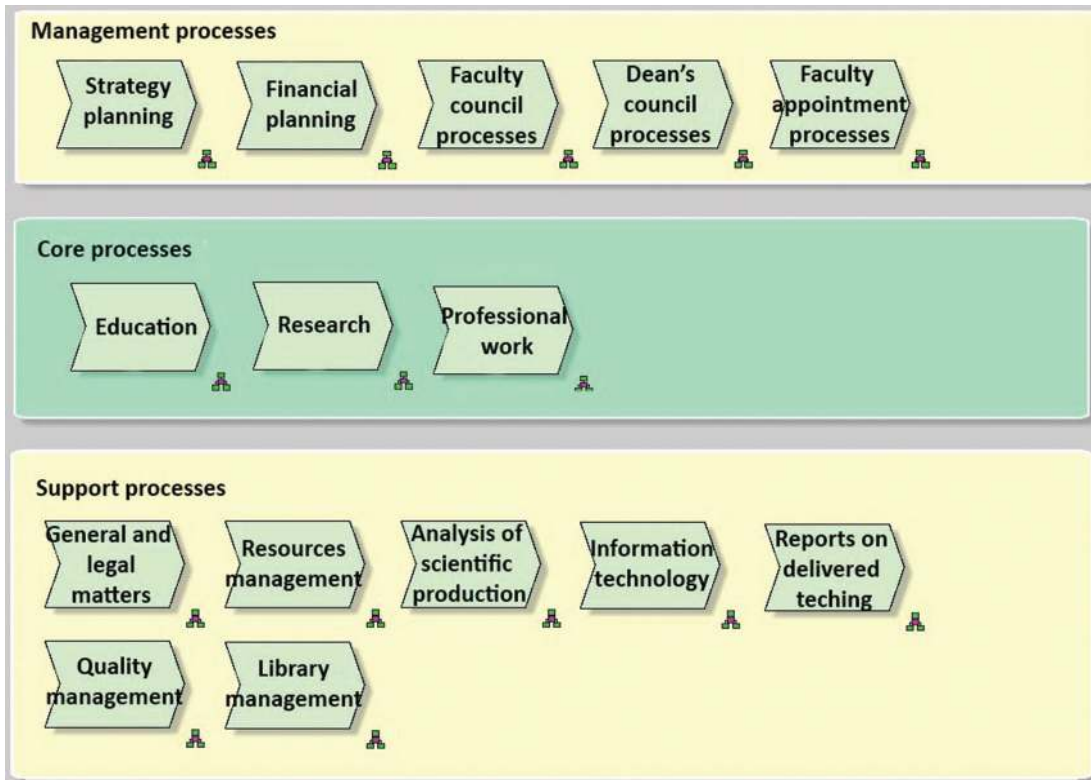 Management processes
Strategy
planning
Financial
planning
Faculty
council
processes
Dean's
council
processes
Faculty
appointment
processes
Core processes
Education
Research
Professional
work
Support processes
General and
legal
matters
Resources
management
Analysis of
scientific
production
Information
technology
Reports on
delivered
teching
Quality
management
Library
management